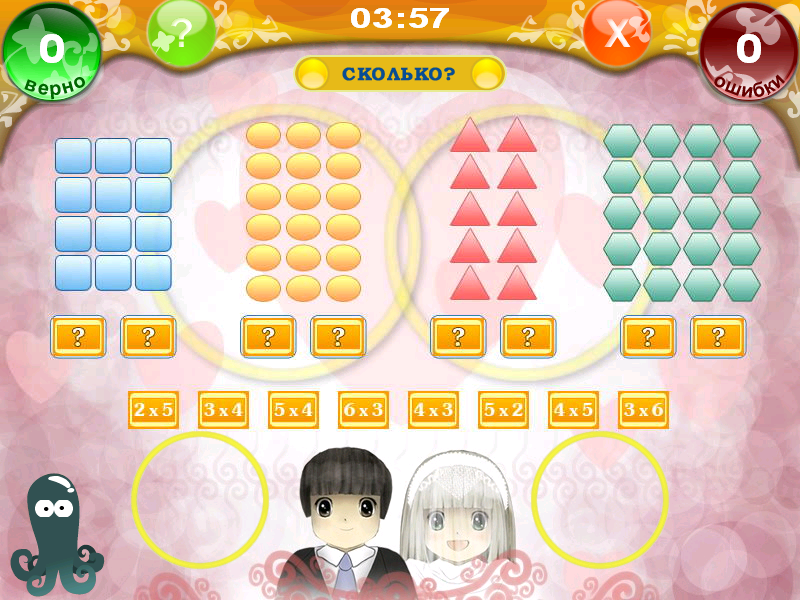 03:57
0
верно
?
X
0
ошибки
СКОЛЬКО?
? ? ? ? ? ? ? ?
2 x 5 3 x 4 5 x 4 6 x 3 4 x 3 5 x 2 4 x 5 3 x 6